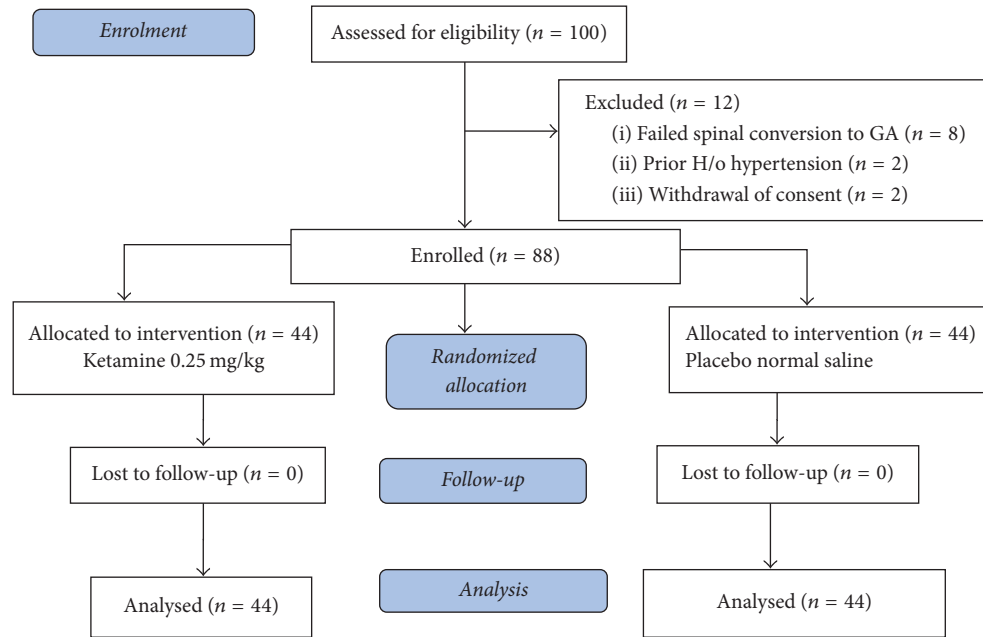 Enrolment
Assessed for eligibility (n = 100)
Excluded (n = 12)
(i) Failed spinal conversion to GA (n = 8)
(ii) Prior H/o hypertension (n = 2)
(iii) Withdrawal of consent (n = 2)
Enrolled (n = 88)
Allocated to intervention (n = 44)
Ketamine 0.25 mg/kg
Randomized
allocation
Allocated to intervention (n = 44)
Placebo normal saline
Lost to follow-up (n = 0)
Follow-up
Lost to follow-up (n = 0)
Analysed (n = 44)
Analysis
Analysed (n = 44)